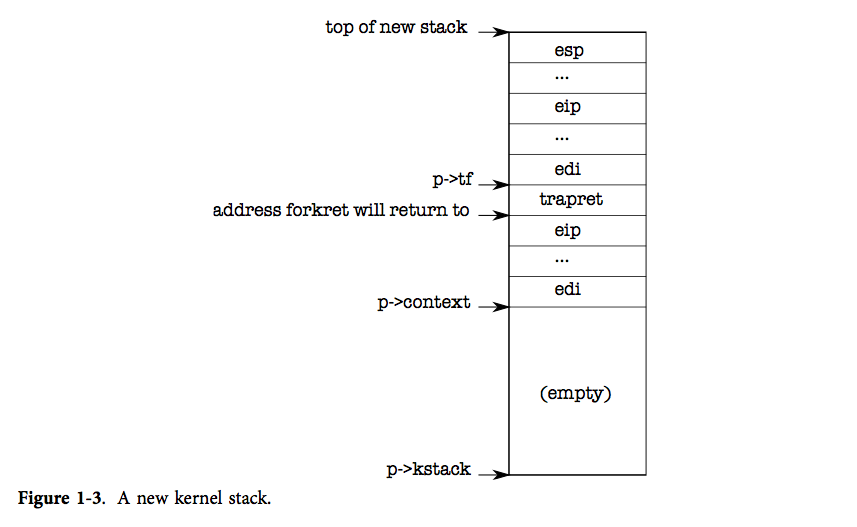 top of new stack
esp
...
eip
...
edi
p->tf
trapret
address forkret will return to
eip
...
edi
p->context
(empty)
p->kstack
Figure 1-3. A new kernel stack.